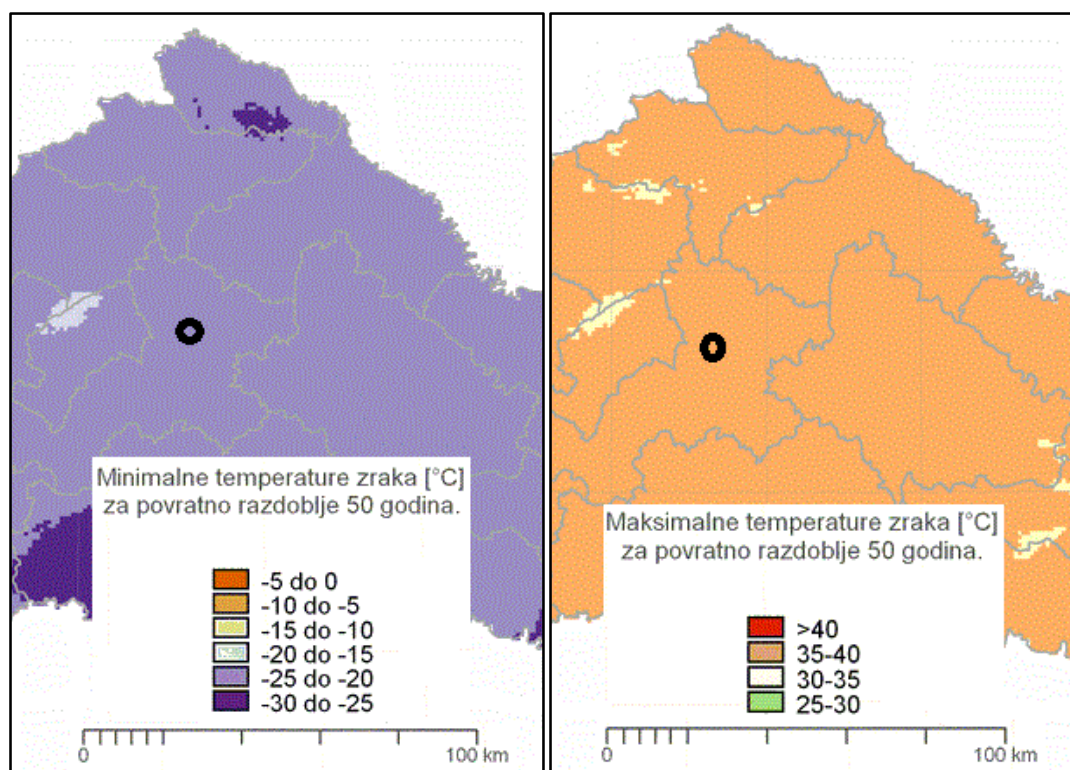 Minimalne temperature zraka [°C]
za povratno razdoblje 50 godina.
-5 do 0
-10 do -5
-15 do -10
-20 do -15
-25 do -20
-30 do -25
0 100 km
Maksimalne temperature zraka [°C]
za povratno razdoblje 50 godina.
>40
35-40
30-35
25-30
0 100 km